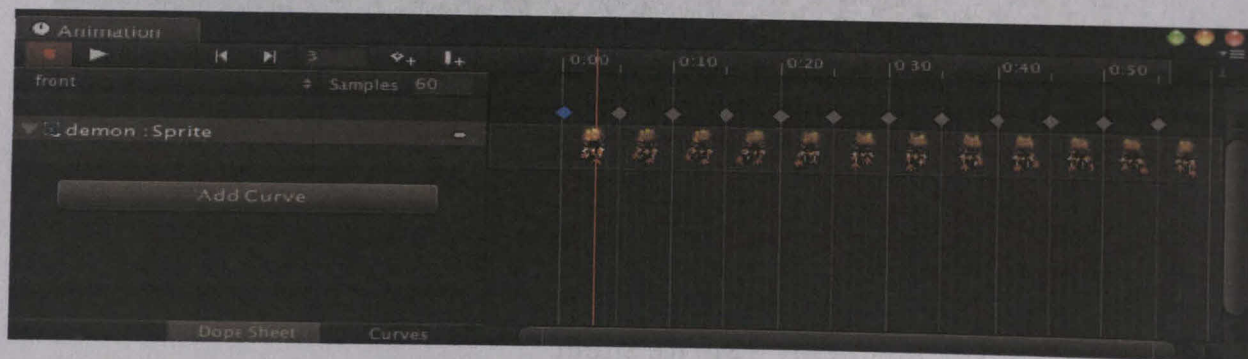 Animation
3
0:00 0:10 0:20 0:30 0:40 0:50
front Samples 60
demon : Sprite
Add Curve
Dope Sheet Curves